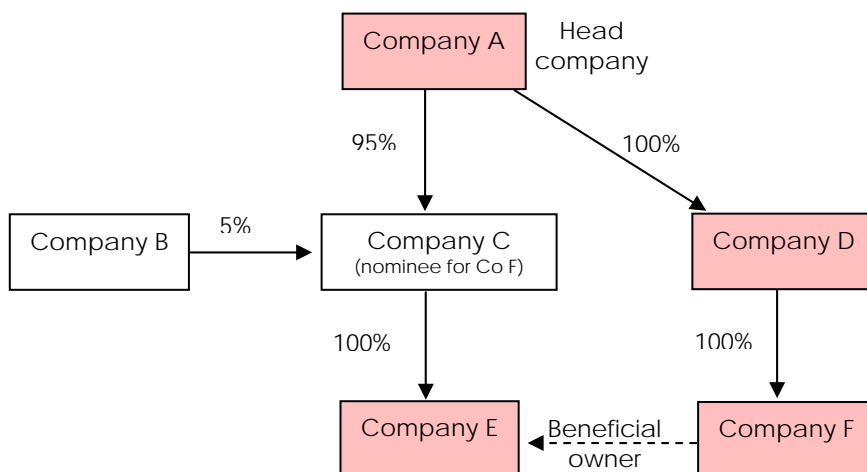 Company A
Head
company
95%
100%
Company B
5%
Company C
(nominee for Co F)
Company D
100%
100%
Company E
Beneficial
owner
Company F